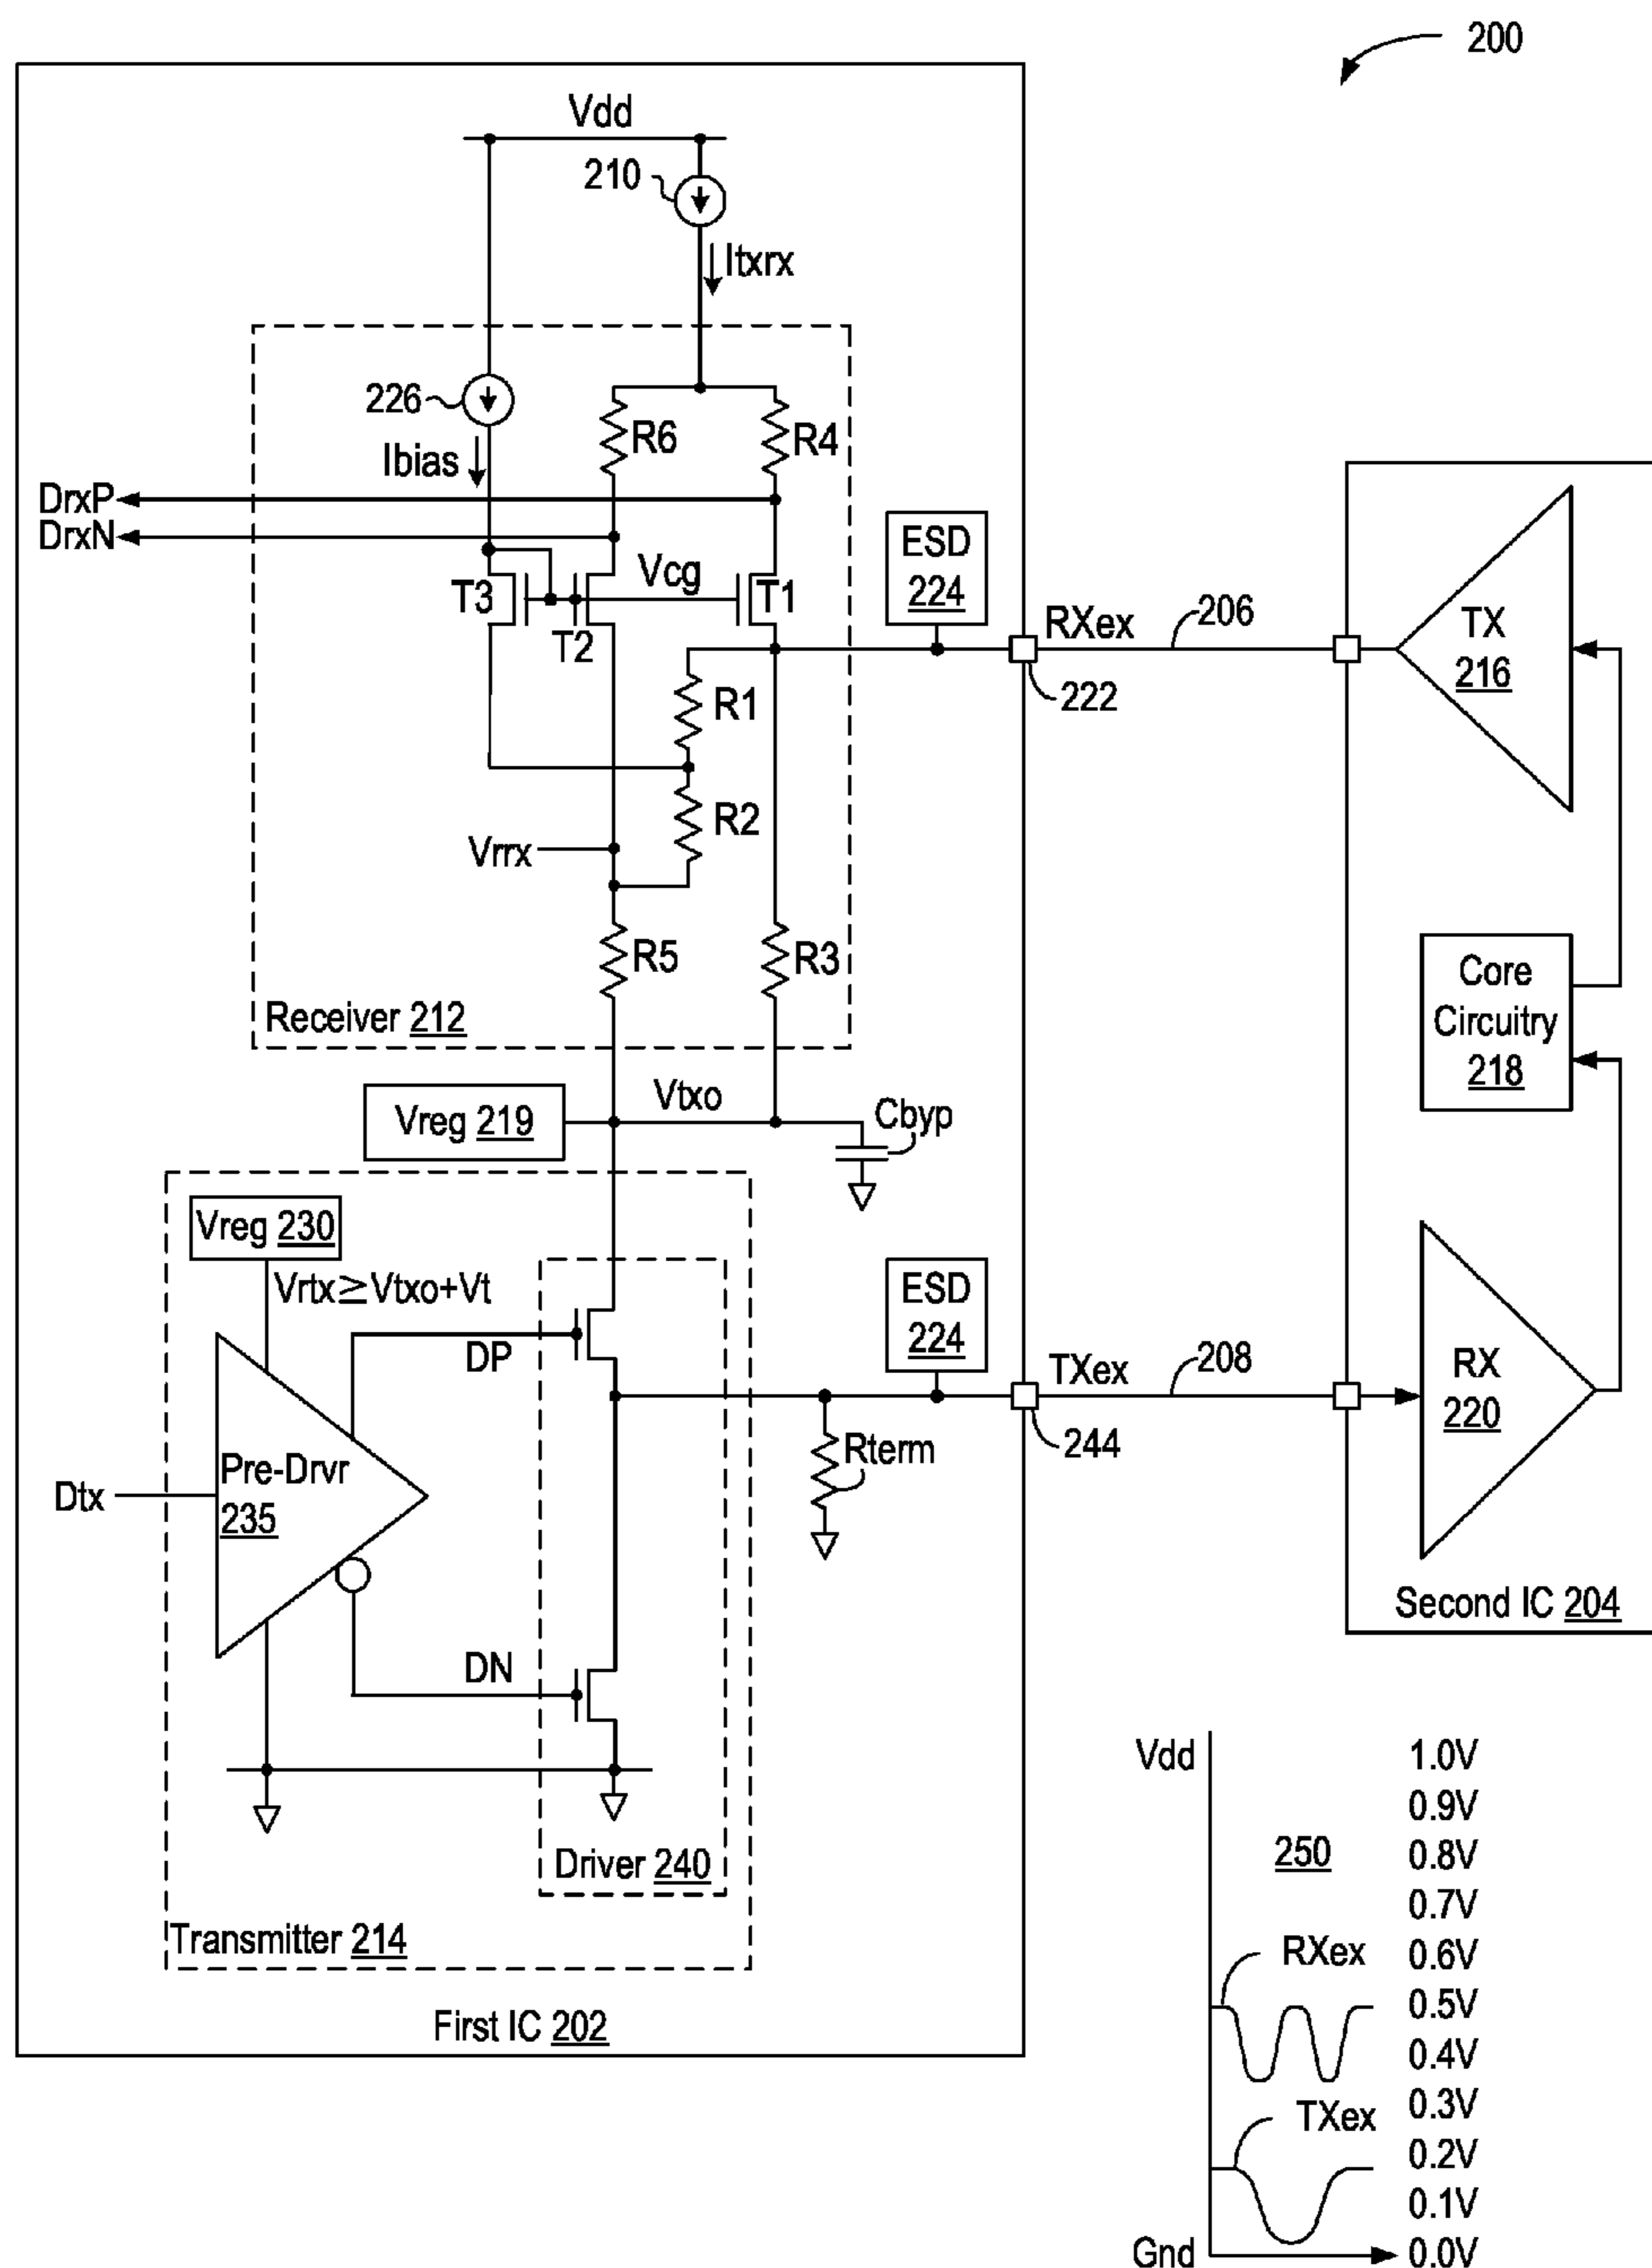 200
Vdd
210
Itxrx
226
Ibias
R6
R4
DrxP
DrxN
Vcg
T3
T2
T1
ESD
224
RXex
206
222
TX
216
R1
R2
Vrrx
R5
R3
Receiver 212
Core
Circuitry
218
Vreg 219
Vtxo
Cbyp
Vreg 230
Vrtx≥Vtxo+Vt
DP
ESD
224
TXex
208
244
RX
220
Rterm
Dtx
Pre-Drvr
235
DN
Second IC 204
Driver 240
Transmitter 214
First IC 202
Vdd
1.0V
0.9V
250
0.8V
0.7V
RXex
0.6V
0.5V
0.4V
0.3V
TXex
0.2V
0.1V
Gnd
0.0V